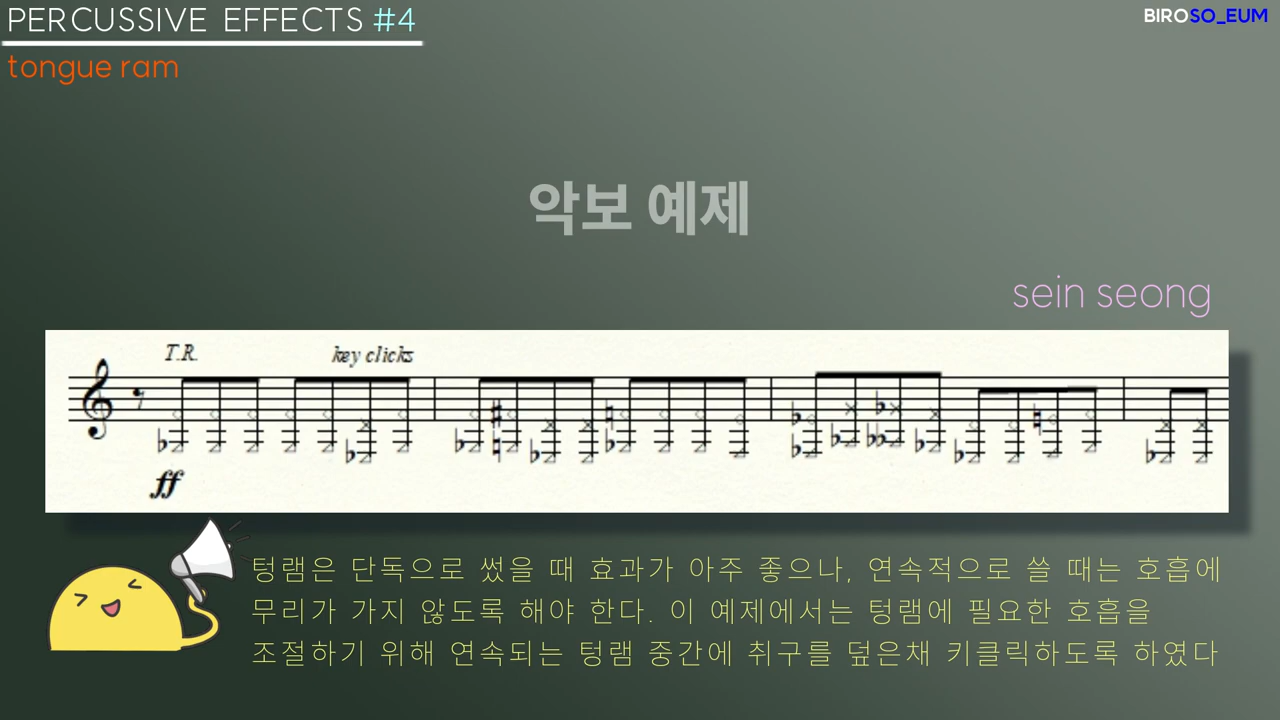 PERCUSSIVE EFFECTS #4
BIROSO_EUM
tongue ram
악보 예제
sein seong
T.R.
key clicks
ff
텅램은 단독으로 썼을 때 효과가 아주 좋으나, 연속적으로 쓸 때는 호흡에
무리가 가지 않도록 해야 한다. 이 예제에서는 텅램에 필요한 호흡을
조절하기 위해 연속되는 텅램 중간에 취구를 덮은채 키클릭하도록 하였다